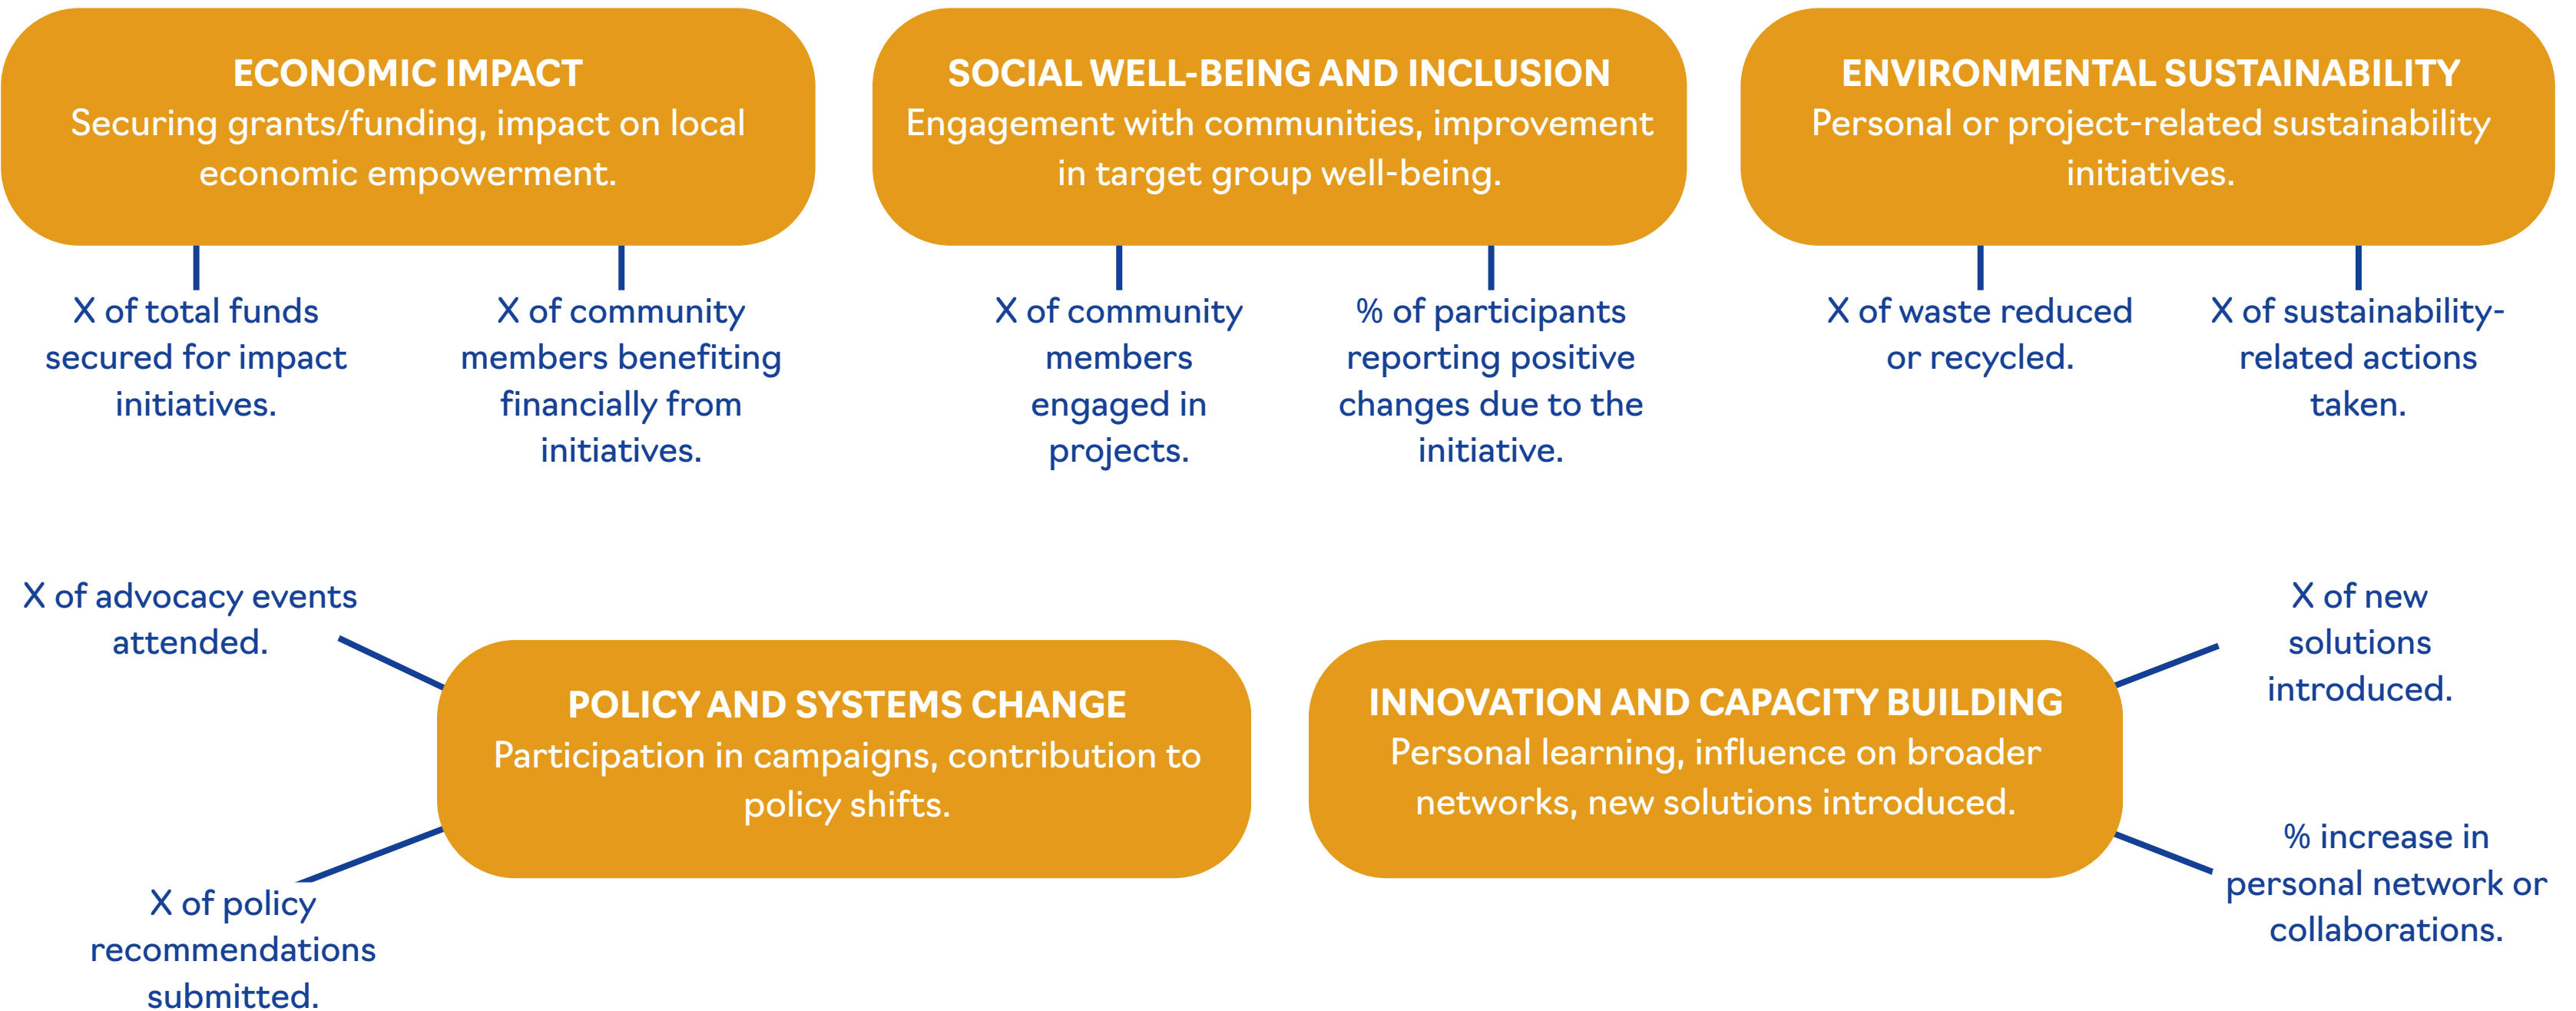 ECONOMIC IMPACT
Securing grants/funding, impact on local
economic empowerment.
SOCIAL WELL-BEING AND INCLUSION
Engagement with communities, improvement
in target group well-being.
ENVIRONMENTAL SUSTAINABILITY
Personal or project-related sustainability
initiatives.
X of total funds
secured for impact
initiatives.
X of community
members benefiting
financially from
initiatives.
X of community
members
engaged in
projects.
% of participants
reporting positive
changes due to the
initiative.
X of waste reduced
or recycled.
X of sustainability-
related actions
taken.
X of advocacy events
attended.
POLICY AND SYSTEMS CHANGE
Participation in campaigns, contribution to
policy shifts.
X of policy
recommendations
submitted.
INNOVATION AND CAPACITY BUILDING
Personal learning, influence on broader
networks, new solutions introduced.
X of new
solutions
introduced.
% increase in
personal network or
collaborations.